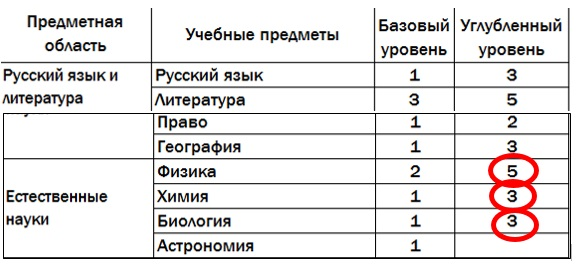 Предметная область Учебные предметы Базовый уровень Углубленный уровень
Русский язык и литература Русский язык 1 3
Литература 3 5
Право 1 2
География 1 3
Естественные науки Физика 2 5
Химия 1 3
Биология 1 3
Астрономия 1